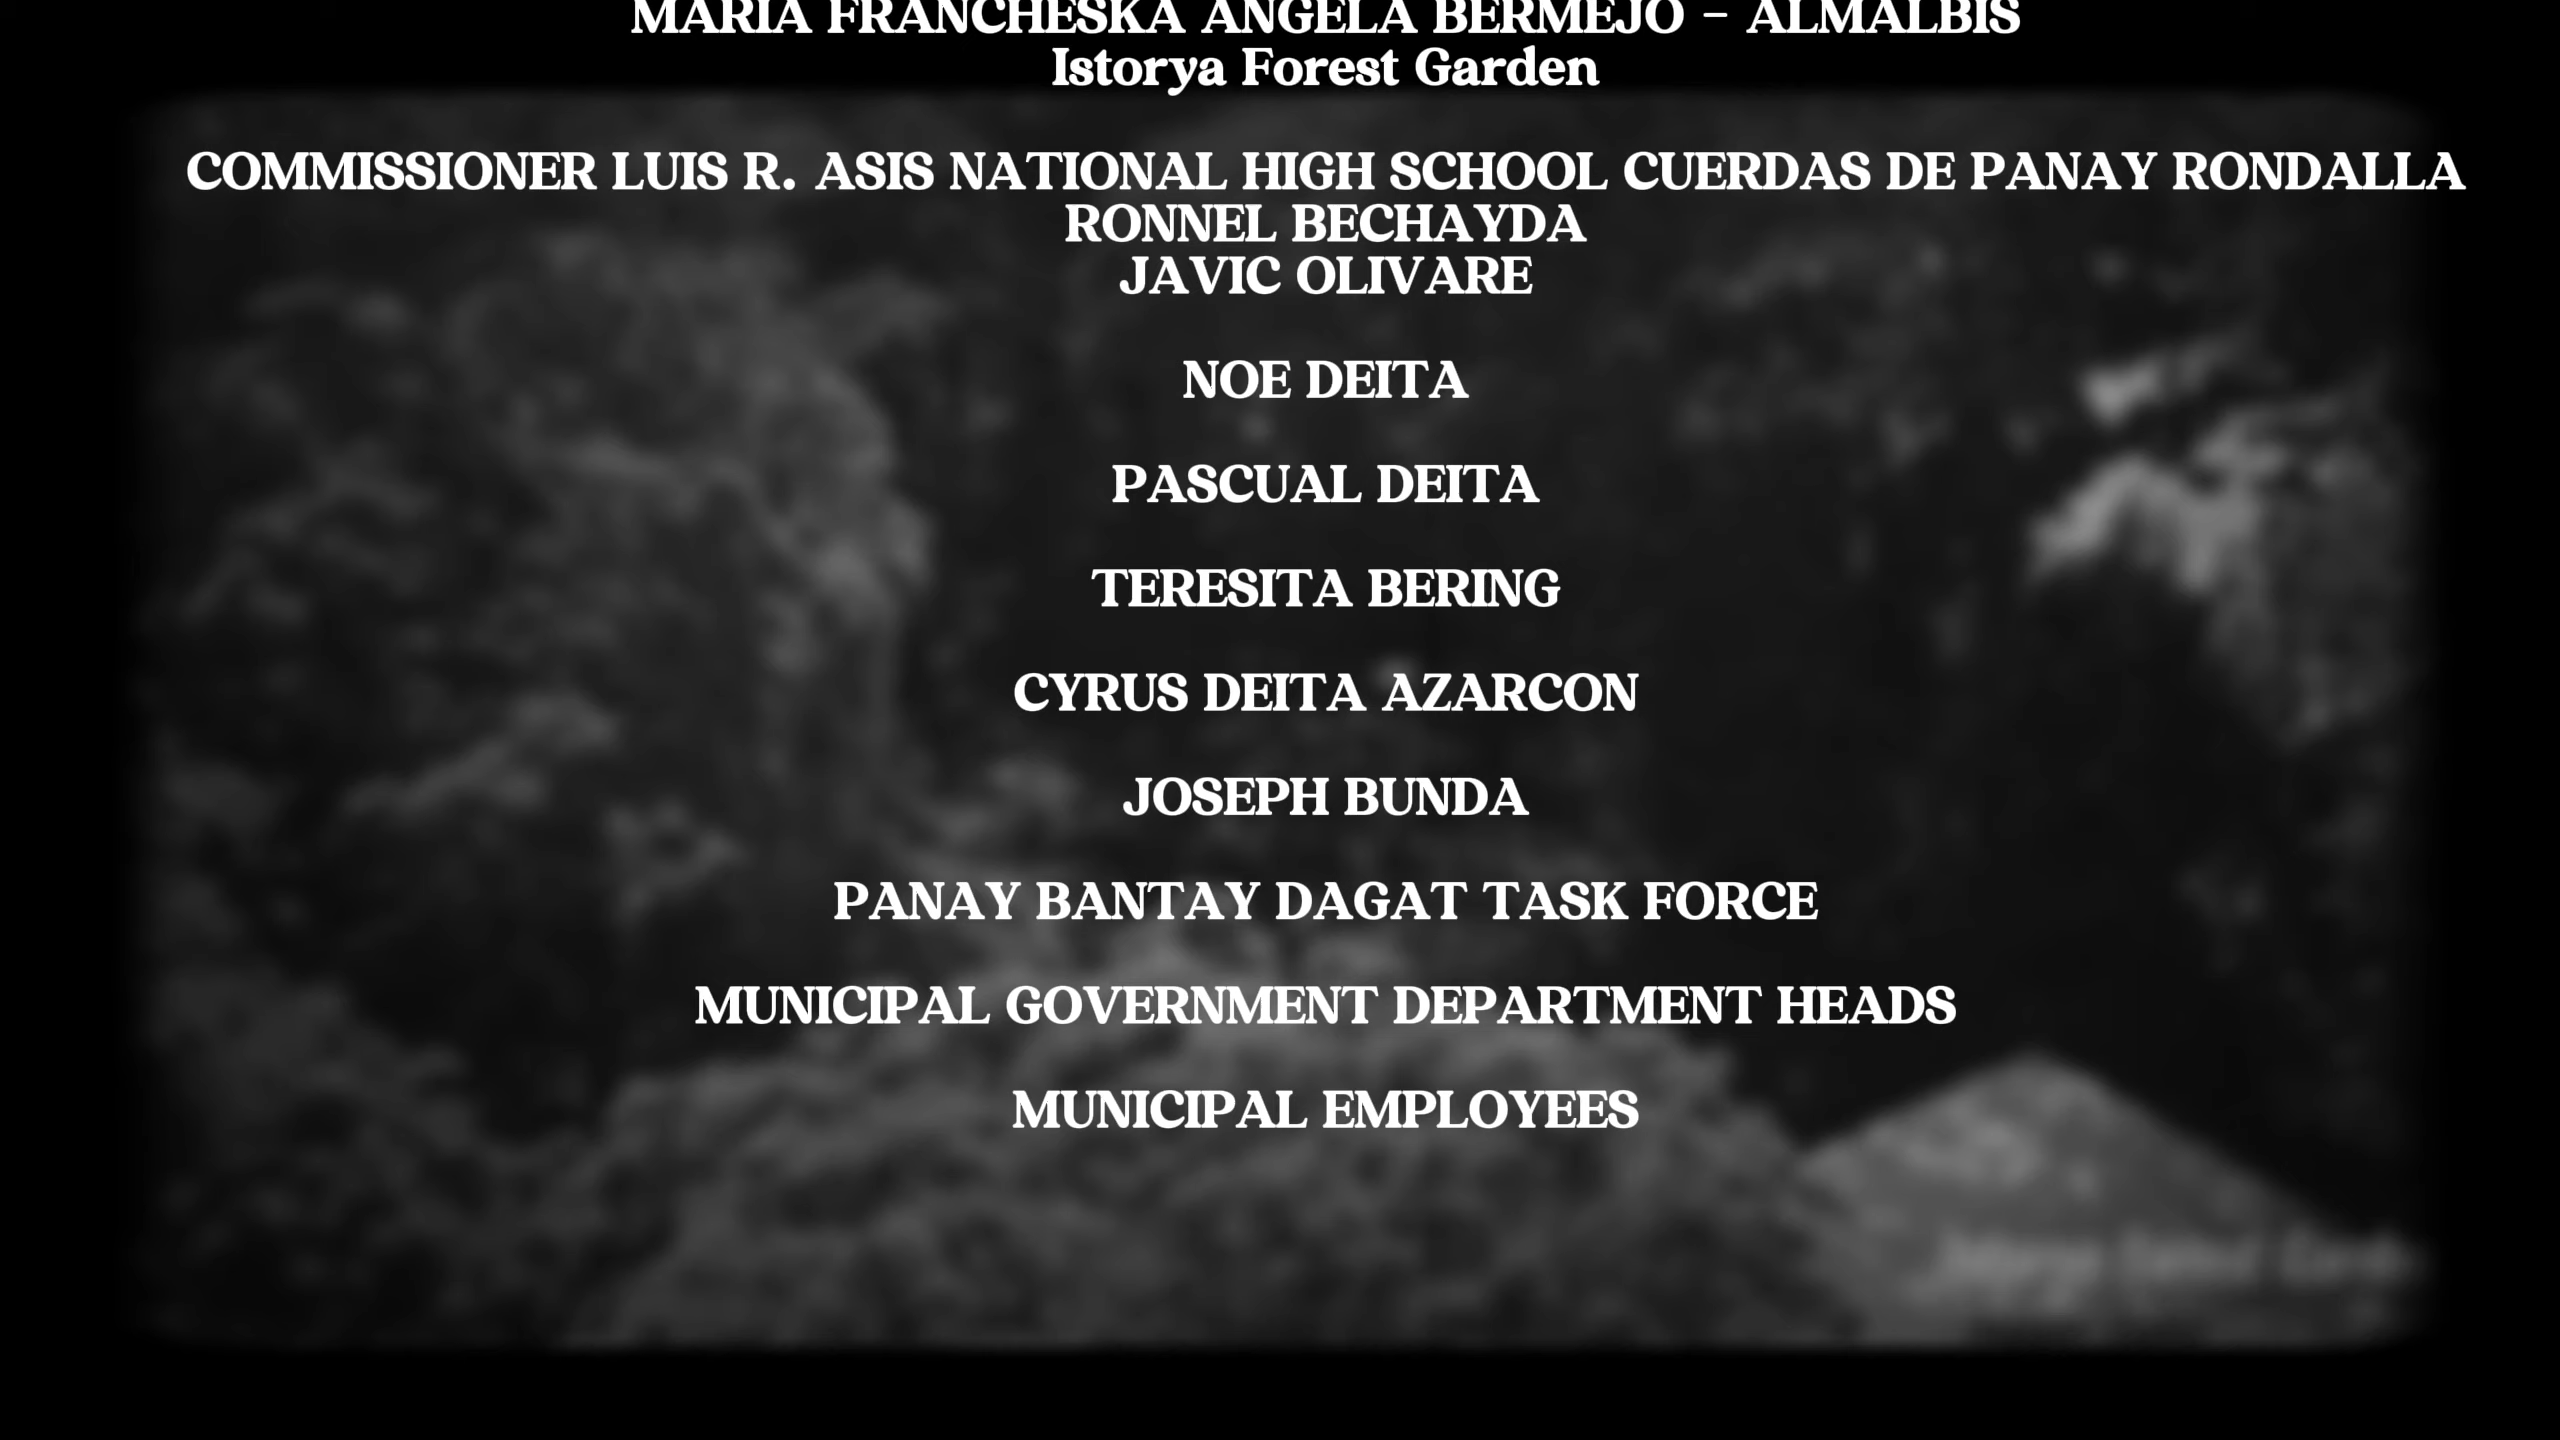 MARIA FRANCHESKA ANGELA BERMEJO – ALMALBIS
Istorya Forest Garden
COMMISSIONER LUIS R. ASIS NATIONAL HIGH SCHOOL CUERDAS DE PANAY RONDALLA
RONNEL BECHAYDA
JAVIC OLIVARE
NOE DEITA
PASCUAL DEITA
TERESITA BERING
CYRUS DEITA AZARCON
JOSEPH BUNDA
PANAY BANTAY DAGAT TASK FORCE
MUNICIPAL GOVERNMENT DEPARTMENT HEADS
MUNICIPAL EMPLOYEES